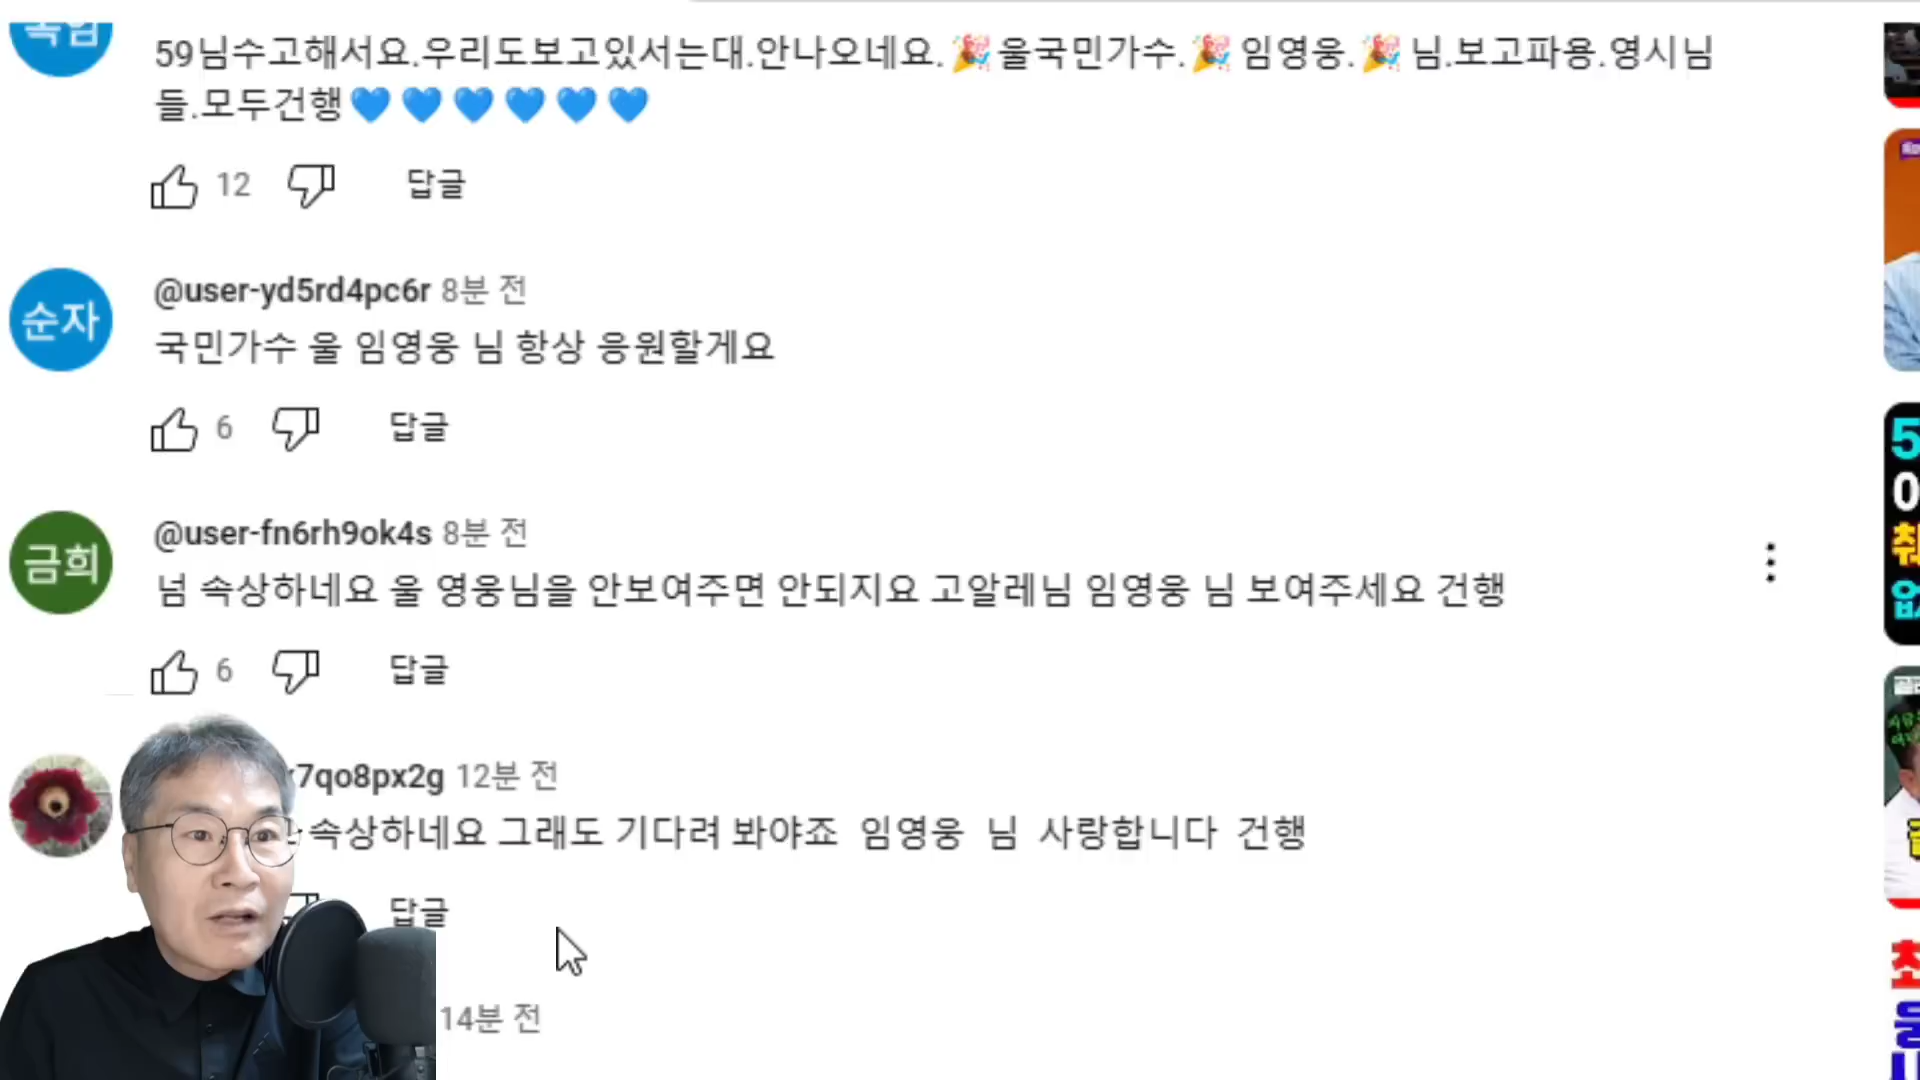 59님수고해서요.우리도보고있서는대.안나오네요.🎉울국민가수.🎉 임영웅.🎉 님.보고파용.영시님
들.모두건행💙💙💙💙💙💙
12 답글
순자
@user-yd5rd4pc6r 8분 전
국민가수 울 임영웅 님 항상 응원할게요
6 답글
금희
@user-fn6rh9ok4s 8분 전
넘 속상하네요 울 영웅님을 안보여주면 안되지요 고알레님 임영웅 님 보여주세요 건행
6 답글
7qo8px2g 12분 전
속상하네요 그래도 기다려 봐야죠 임영웅 님 사랑합니다 건행
답글
14분 전